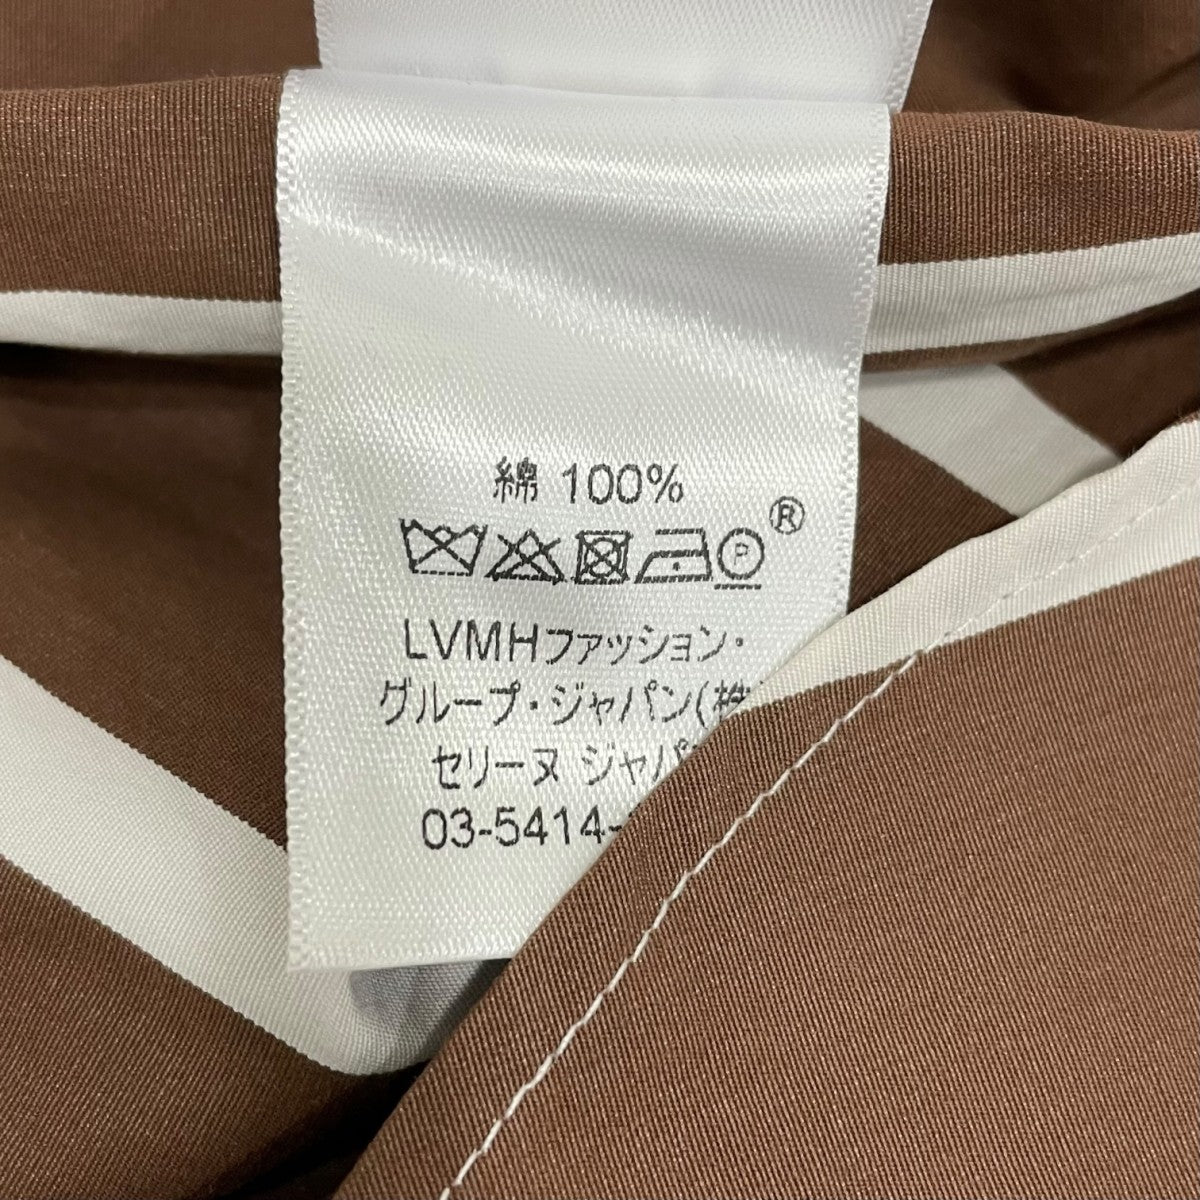 綿 100%
®
P
LVMHファッション・
グループ・ジャパン(株
セリーヌ ジャパ
03-5414-